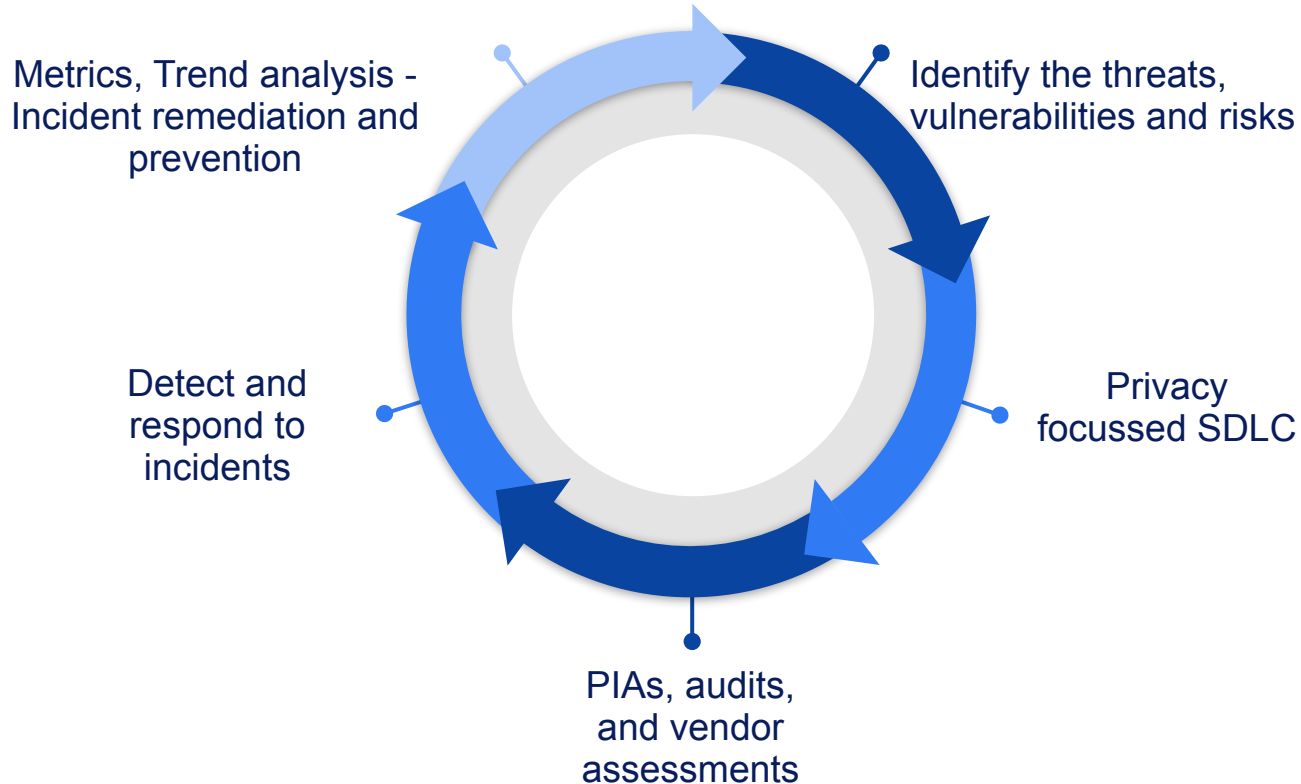 Metrics, Trend analysis -
Incident remediation and
prevention
Identify the threats,
vulnerabilities and risks
Detect and
respond to
incidents
Privacy
focussed SDLC
PIAs, audits,
and vendor
assessments